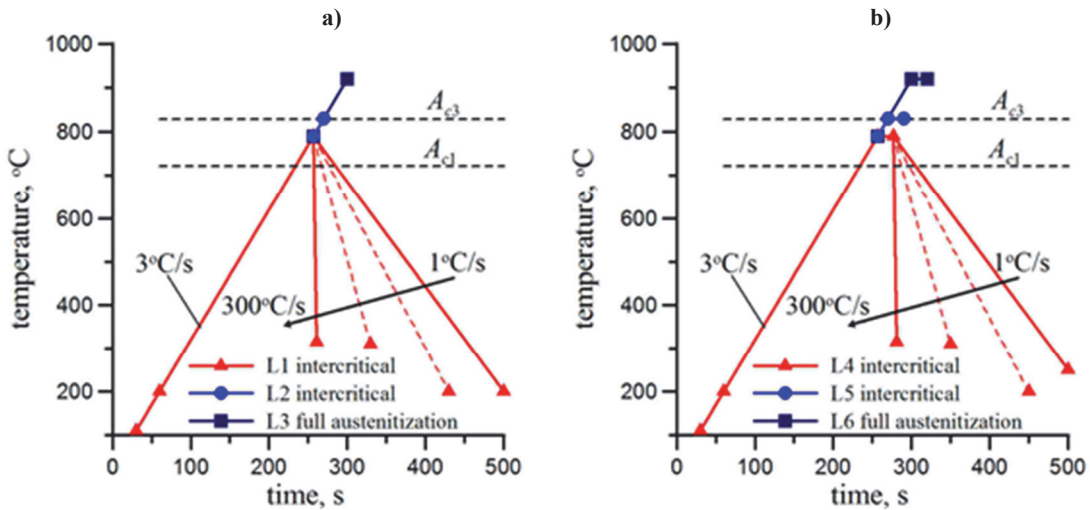 a)
1000
800
600
400
200
0
100
200
300
400
500
temperature, °C
time, s
A_c3
A_c1
3°C/s
1°C/s
300°C/s
L1 intercritical
L2 intercritical
L3 full austenitization
b)
1000
800
600
400
200
0
100
200
300
400
500
temperature, °C
time, s
A_c3
A_c1
3°C/s
1°C/s
300°C/s
L4 intercritical
L5 intercritical
L6 full austenitization